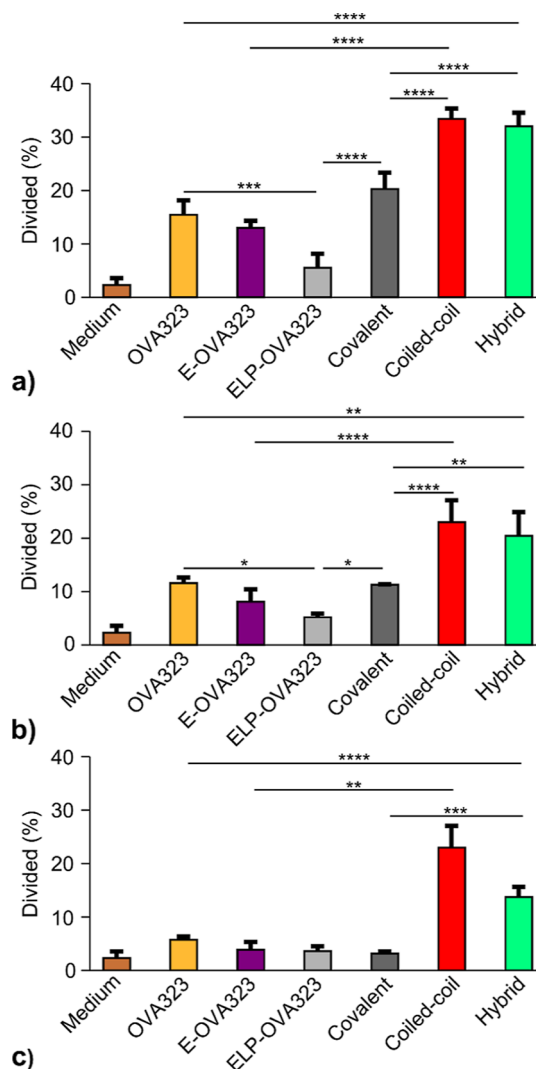 ****
****
****
****
****
***
40
30
20
10
0
Divided (%)
Medium
OVA323
E-OVA323
ELP-OVA323
Covalent
Coiled-coil
Hybrid
a)
**
****
**
****
*
*
40
30
20
10
0
Divided (%)
Medium
OVA323
E-OVA323
ELP-OVA323
Covalent
Coiled-coil
Hybrid
b)
****
**
***
40
30
20
10
0
Divided (%)
Medium
OVA323
E-OVA323
ELP-OVA323
Covalent
Coiled-coil
Hybrid
c)